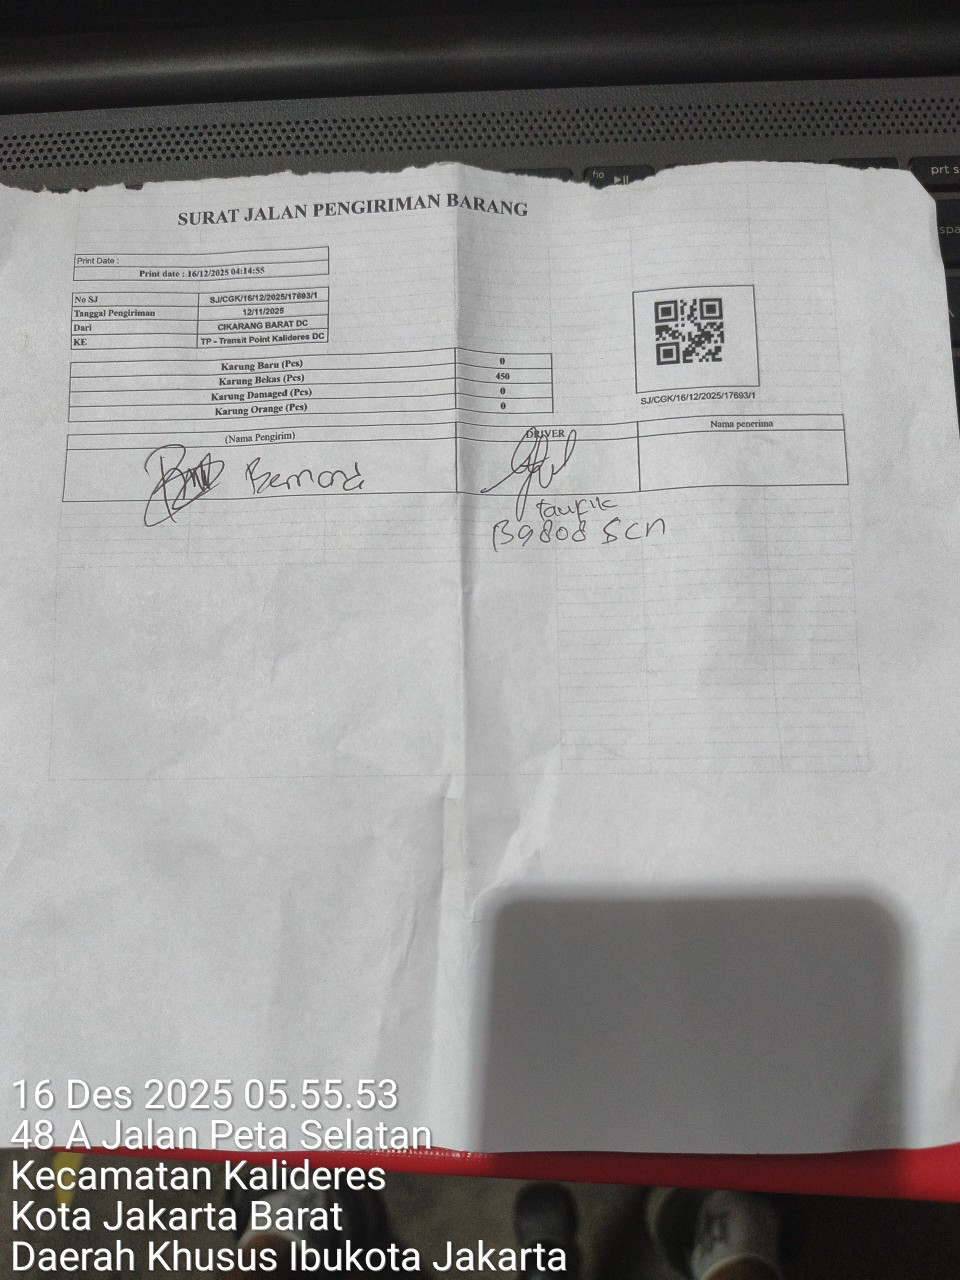 prt s
fio
spa
SURAT JALAN PENGIRIMAN BARANG
Print Date :
Print date : 16/12/2025 04:14:55
No SJ SJ/CGK/16/12/2025/17693/1
Tanggal Pengiriman 12/11/2025
Dari CIKARANG BARAT DC
KE TP - Transit Point Kalideres DC
SJ/CGK/16/12/2025/17693/1
Karung Baru (Pcs) 0
Karung Bekas (Pcs) 450
Karung Damaged (Pcs) 0
Karung Orange (Pcs) 0
(Nama Pengirim) DRIVER Nama penerima
Bernard
taufik
B9808 SCN
16 Des 2025 05.55.53
48 A Jalan Peta Selatan
Kecamatan Kalideres
Kota Jakarta Barat
Daerah Khusus Ibukota Jakarta